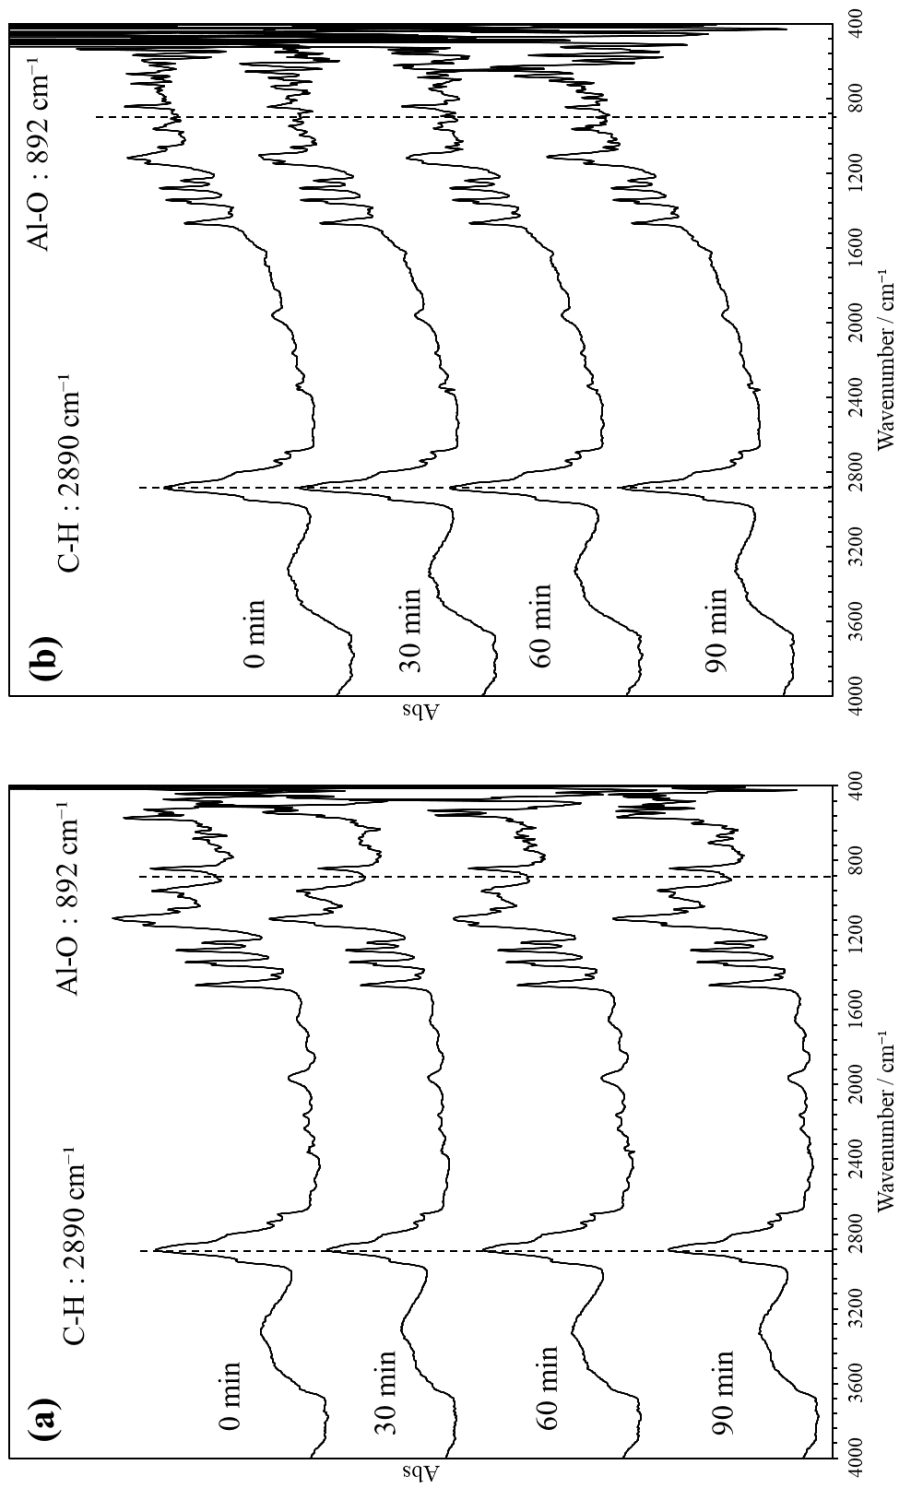 (a)
C-H : 2890 cm⁻¹
Al-O : 892 cm⁻¹
0 min
30 min
60 min
90 min
Abs
4000 3600 3200 2800 2400 2000 1600 1200 800 400
Wavenumber / cm⁻¹
(b)
C-H : 2890 cm⁻¹
Al-O : 892 cm⁻¹
0 min
30 min
60 min
90 min
Abs
4000 3600 3200 2800 2400 2000 1600 1200 800 400
Wavenumber / cm⁻¹